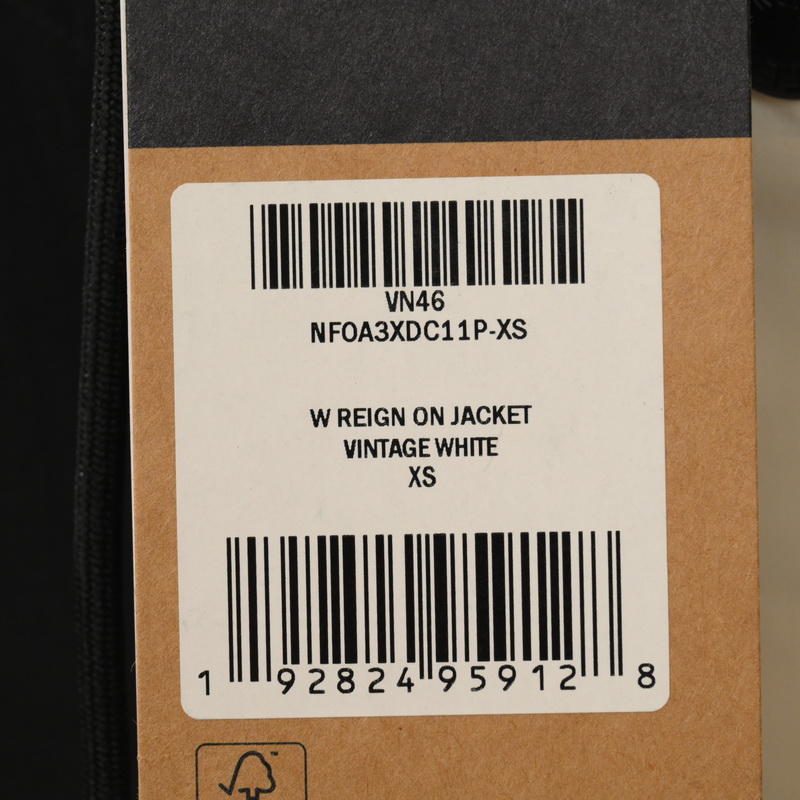 VN46
NF0A3XDC11P-XS
W REIGN ON JACKET
VINTAGE WHITE
XS
1 92824 95912 8